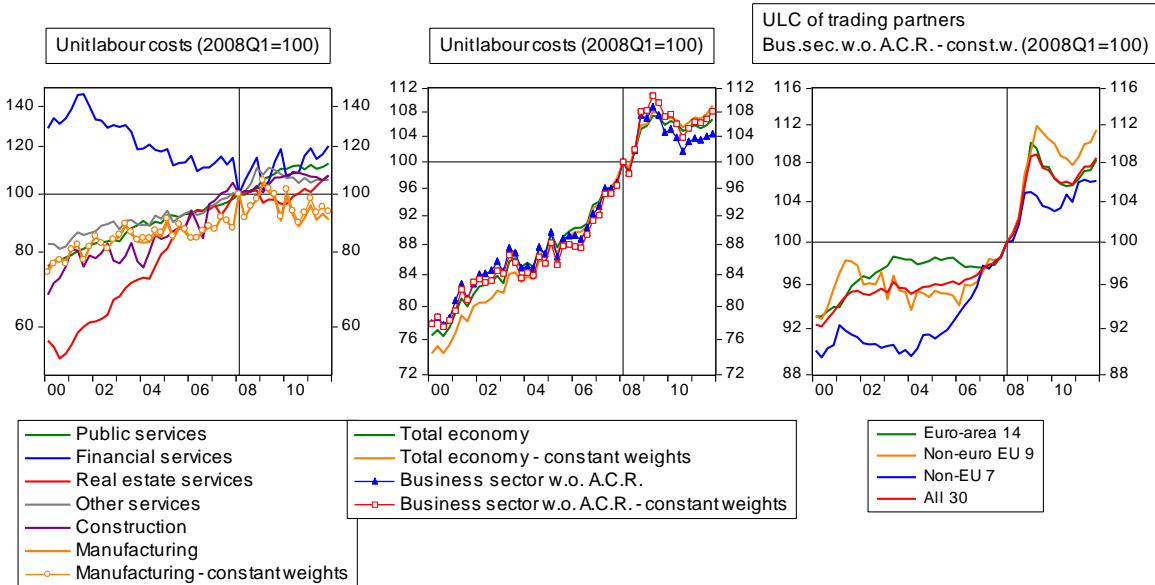 Unit labour costs (2008Q1=100)
Unit labour costs (2008Q1=100)
ULC of trading partners
Bus.sec. w.o. A.C.R. - const.w. (2008Q1=100)
140
120
100
80
60
140
120
100
80
60
00 02 04 06 08 10
112
108
104
100
96
92
88
84
80
76
72
112
108
104
100
96
92
88
84
80
76
72
00 02 04 06 08 10
116
112
108
104
100
96
92
88
116
112
108
104
100
96
92
88
00 02 04 06 08 10
Public services
Financial services
Real estate services
Other services
Construction
Manufacturing
Manufacturing - constant weights
Total economy
Total economy - constant weights
Business sector w.o. A.C.R.
Business sector w.o. A.C.R. - constant weights
Euro-area 14
Non-euro EU 9
Non-EU 7
All 30